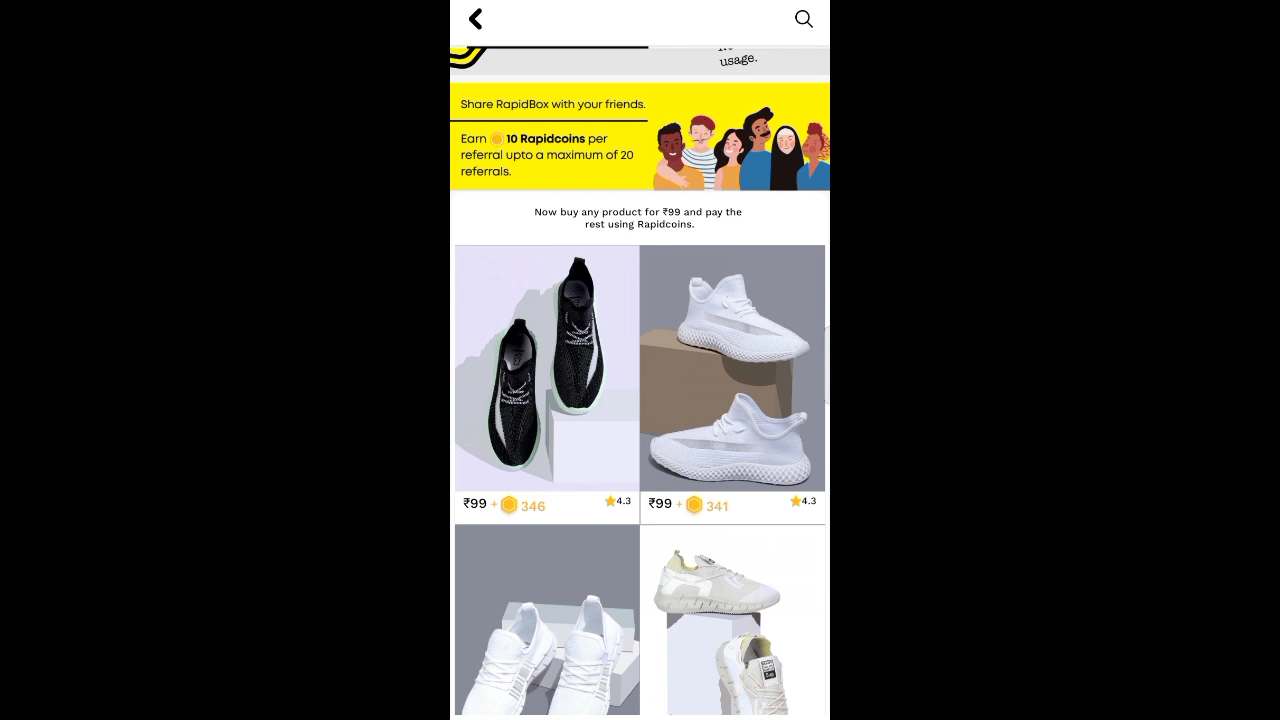 usage.
Share RapidBox with your friends.
Earn 10 Rapidcoins per
referral upto a maximum of 20
referrals.
Now buy any product for ₹99 and pay the
rest using Rapidcoins.
₹99 + 346 4.3
₹99 + 341 4.3